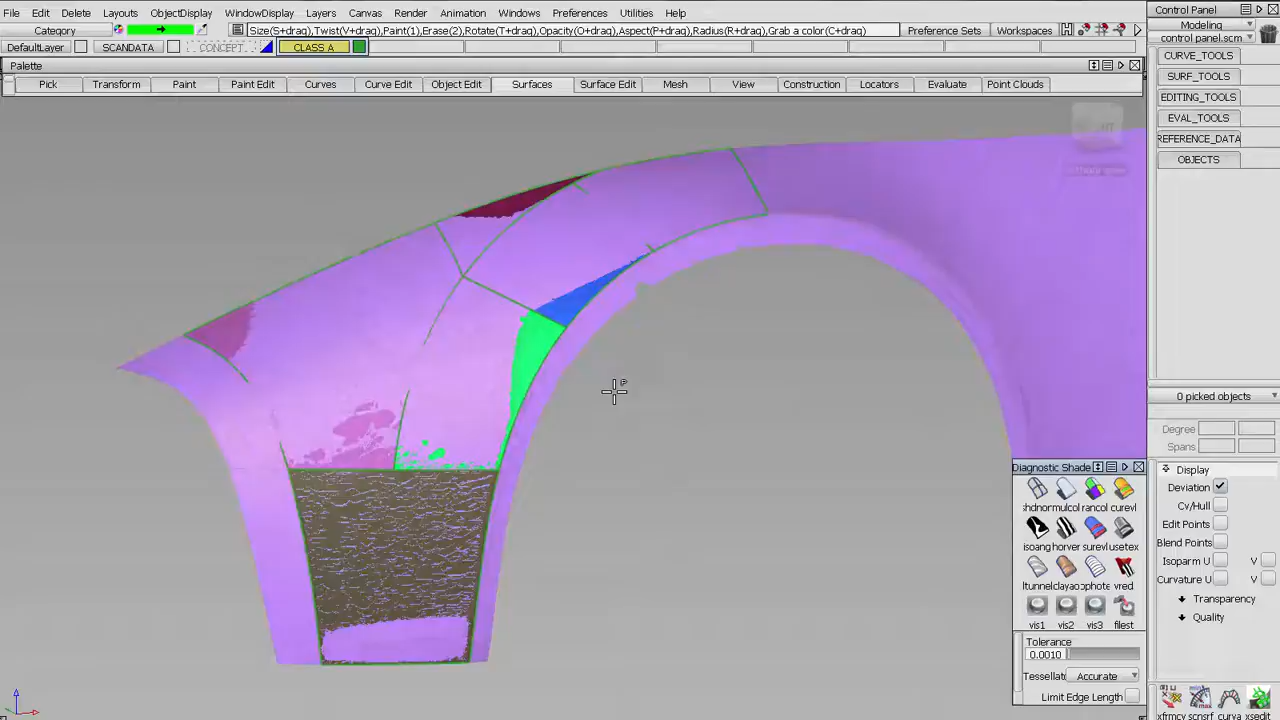 File Edit Delete Layouts ObjectDisplay WindowDisplay Layers Canvas Render Animation Windows Preferences Utilities Help
Category Size(S+drag),Twist(V+drag),Paint(1),Erase(2),Rotate(T+drag),Opacity(O+drag),Aspect(P+drag),Radius(R+drag),Grab a color(C+drag) Preference Sets Workspaces
DefaultLayer SCANDATA CONCEPT CLASS A
Palette
Pick Transform Paint Paint Edit Curves Curve Edit Object Edit Surfaces Surface Edit Mesh View Construction Locators Evaluate Point Clouds
P
Diagnostic Shade
shdnor mulcol rancol curevl
isoang horver surevl usetex
ltunnel clayao photo vred
vis1 vis2 vis3 filest
Tolerance
0.0010
Tessellat Accurate
Limit Edge Length
Control Panel
Modeling
control panel.scm
CURVE_TOOLS
SURF_TOOLS
EDITING_TOOLS
EVAL_TOOLS
REFERENCE_DATA
OBJECTS
0 picked objects
Degree
Spans
Display
Deviation
Cv/Hull
Edit Points
Blend Points
Isoparm U V
Curvature U V
Transparency
Quality
xfrmcv scnsrf curva xsedit